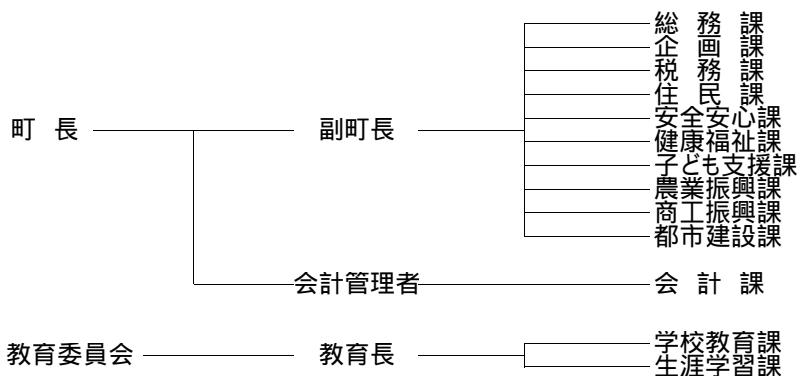 総務課
企画課
税務課
住民課
町長 副町長 安全安心課
健康福祉課
子ども支援課
農業振興課
商工振興課
都市建設課
会計管理者 会計課
学校教育課
教育委員会 教育長
生涯学習課